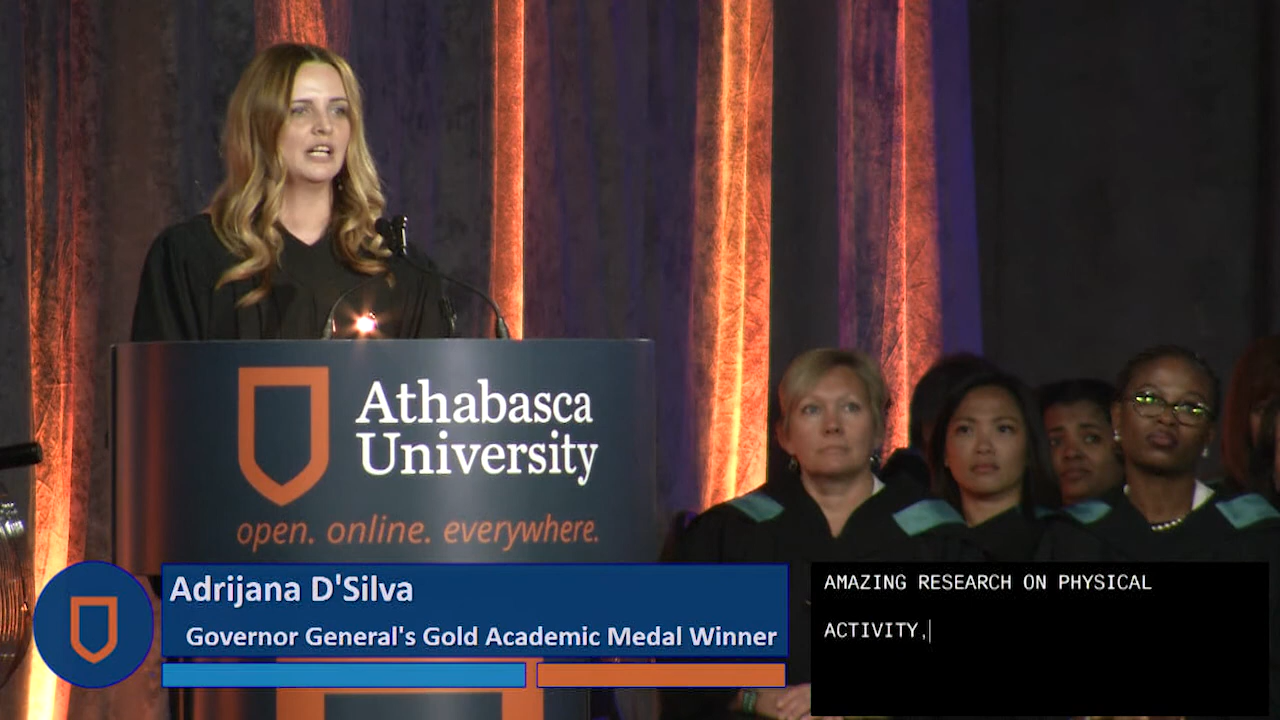 Athabasca
University
open. online. everywhere.
Adrijana D'Silva
Governor General's Gold Academic Medal Winner
AMAZING RESEARCH ON PHYSICAL
ACTIVITY,